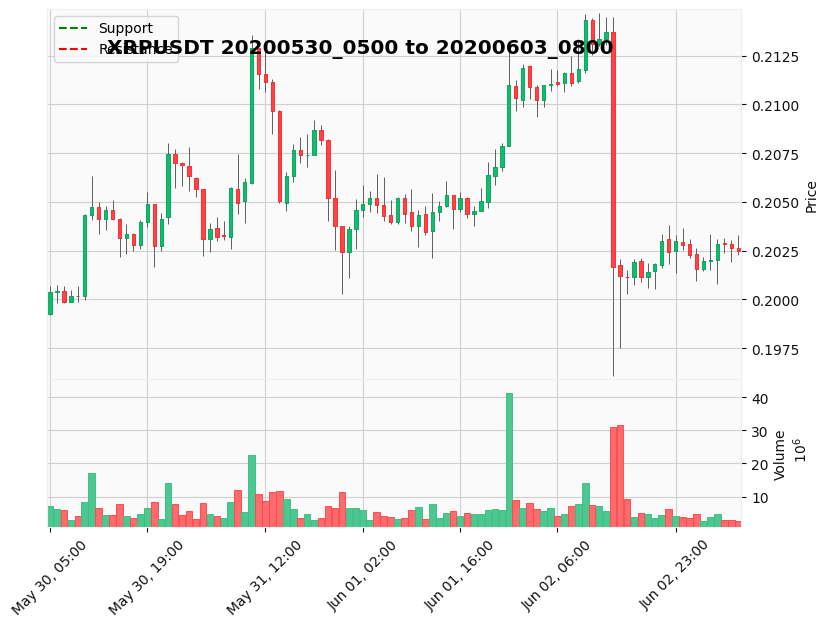 Support
Resistance
XRPUSDT 20200530_0500 to 20200603_0800
0.2125
0.2100
0.2075
0.2050
0.2025
0.2000
0.1975
Price
40
30
20
10
Volume
10^6
May 30, 05:00
May 30, 19:00
May 31, 12:00
Jun 01, 02:00
Jun 01, 16:00
Jun 02, 06:00
Jun 02, 23:00